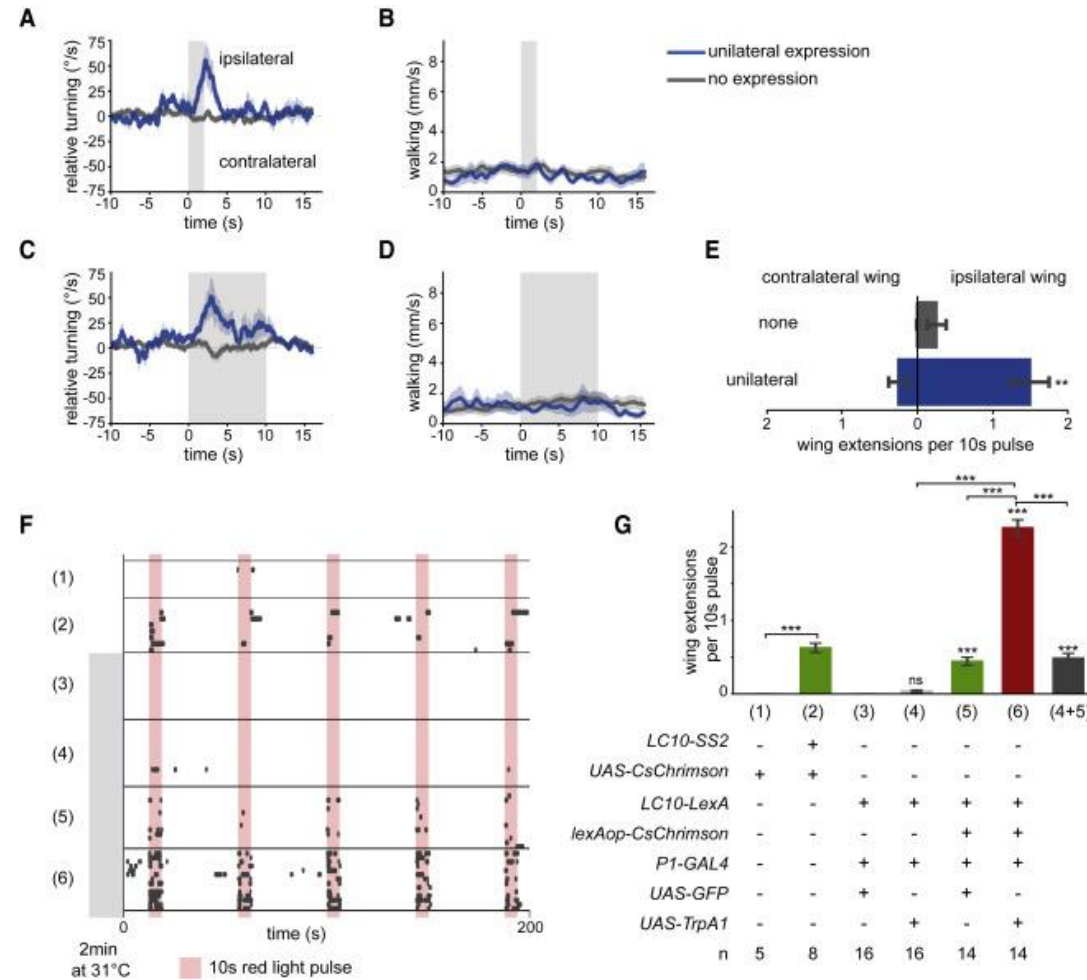 A
relative turning (°/s)
75
50
25
0
-25
-50
-75
ipsilateral
contralateral
-10
-5
0
5
10
15
time (s)
B
walking (mm/s)
8
6
4
2
0
-10
-5
0
5
10
15
time (s)
unilateral expression
no expression
C
relative turning (°/s)
75
50
25
0
-25
-50
-75
-10
-5
0
5
10
15
time (s)
D
walking (mm/s)
8
6
4
2
0
-10
-5
0
5
10
15
time (s)
E
contralateral wing
ipsilateral wing
none
unilateral
**
2
1
0
1
2
wing extensions per 10s pulse
F
(1)
(2)
(3)
(4)
(5)
(6)
0
200
time (s)
2min
at 31°C
10s red light pulse
G
wing extensions
per 10s pulse
2
1
0
***
ns
***
***
***
***
***
***
(1) (2) (3) (4) (5) (6) (4+5)
LC10-SS2 - + - - - -
UAS-CsChrimson + + - - - -
LC10-LexA - - + + + +
lexAop-CsChrimson - - - - + +
P1-GAL4 - - + + + +
UAS-GFP - - + - + -
UAS-TrpA1 - - - + - +
n 5 8 16 16 14 14